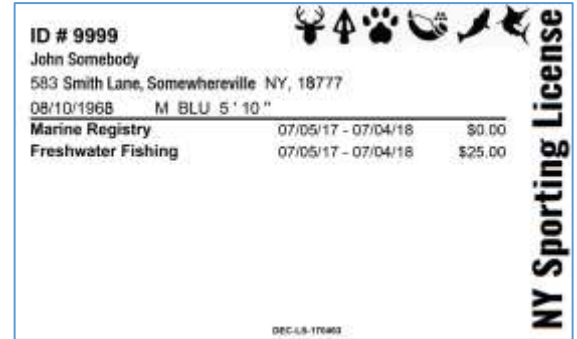 ID # 9999
John Somebody
583 Smith Lane, Somewhereville NY, 18777
08/10/1968 M BLU 5 ' 10 "
Marine Registry 07/05/17 - 07/04/18 $0.00
Freshwater Fishing 07/05/17 - 07/04/18 $25.00
NY Sporting License